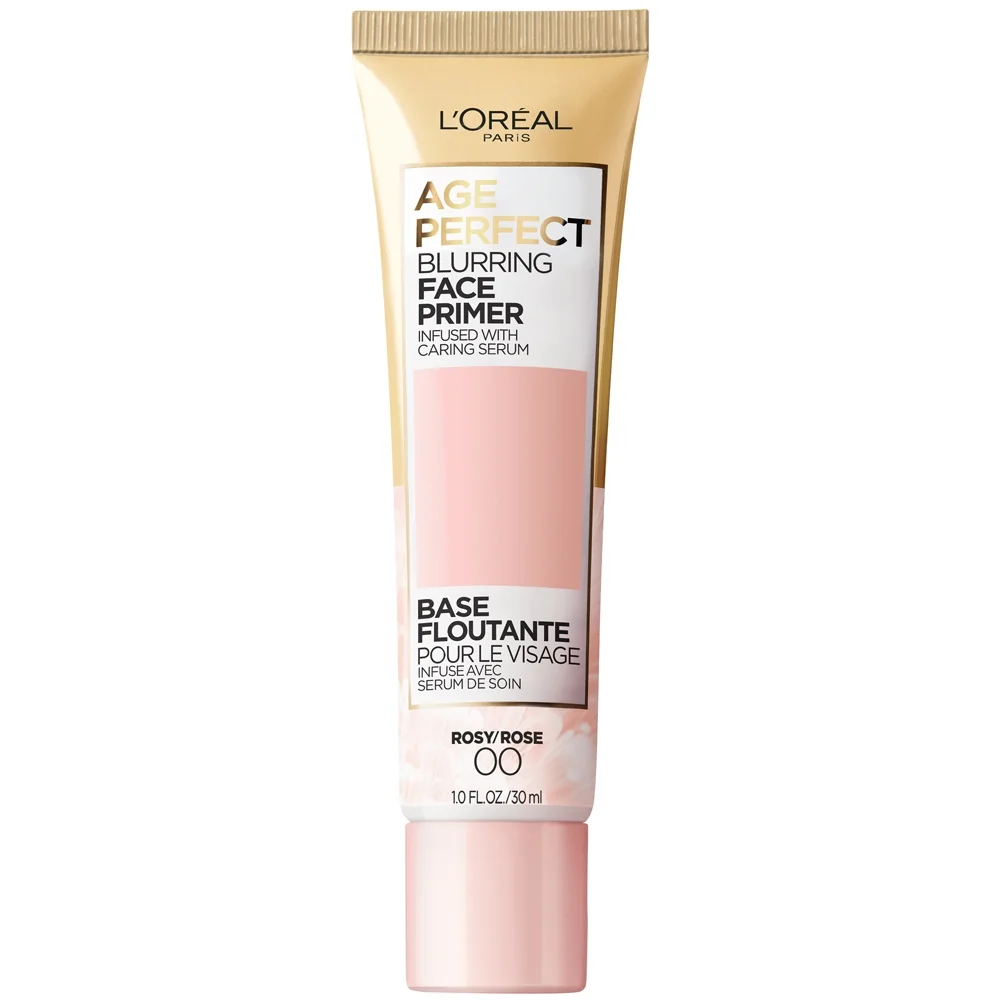 L'ORÉAL
PARIS
AGE
PERFECT
BLURRING
FACE
PRIMER
INFUSED WITH
CARING SERUM
BASE
FLOUTANTE
POUR LE VISAGE
INFUSE AVEC
SERUM DE SOIN
ROSY/ROSE
00
1.0 FL.OZ./30 ml